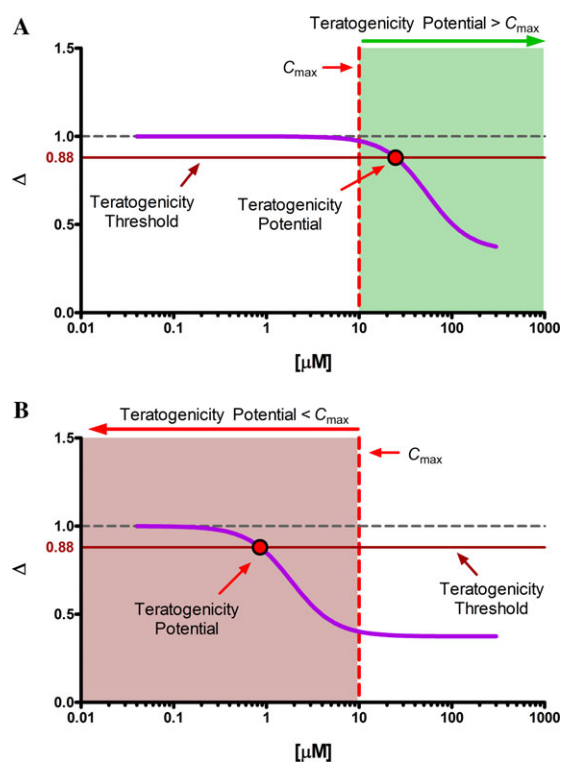 A
Teratogenicity Potential > Cmax
1.5
Cmax
1.0
0.88
Δ
Teratogenicity
Threshold
Teratogenicity
Potential
0.5
0.0
0.01 0.1 1 10 100 1000
[μM]
B
Teratogenicity Potential < Cmax
1.5
Cmax
1.0
0.88
Δ
Teratogenicity
Potential
Teratogenicity
Threshold
0.5
0.0
0.01 0.1 1 10 100 1000
[μM]